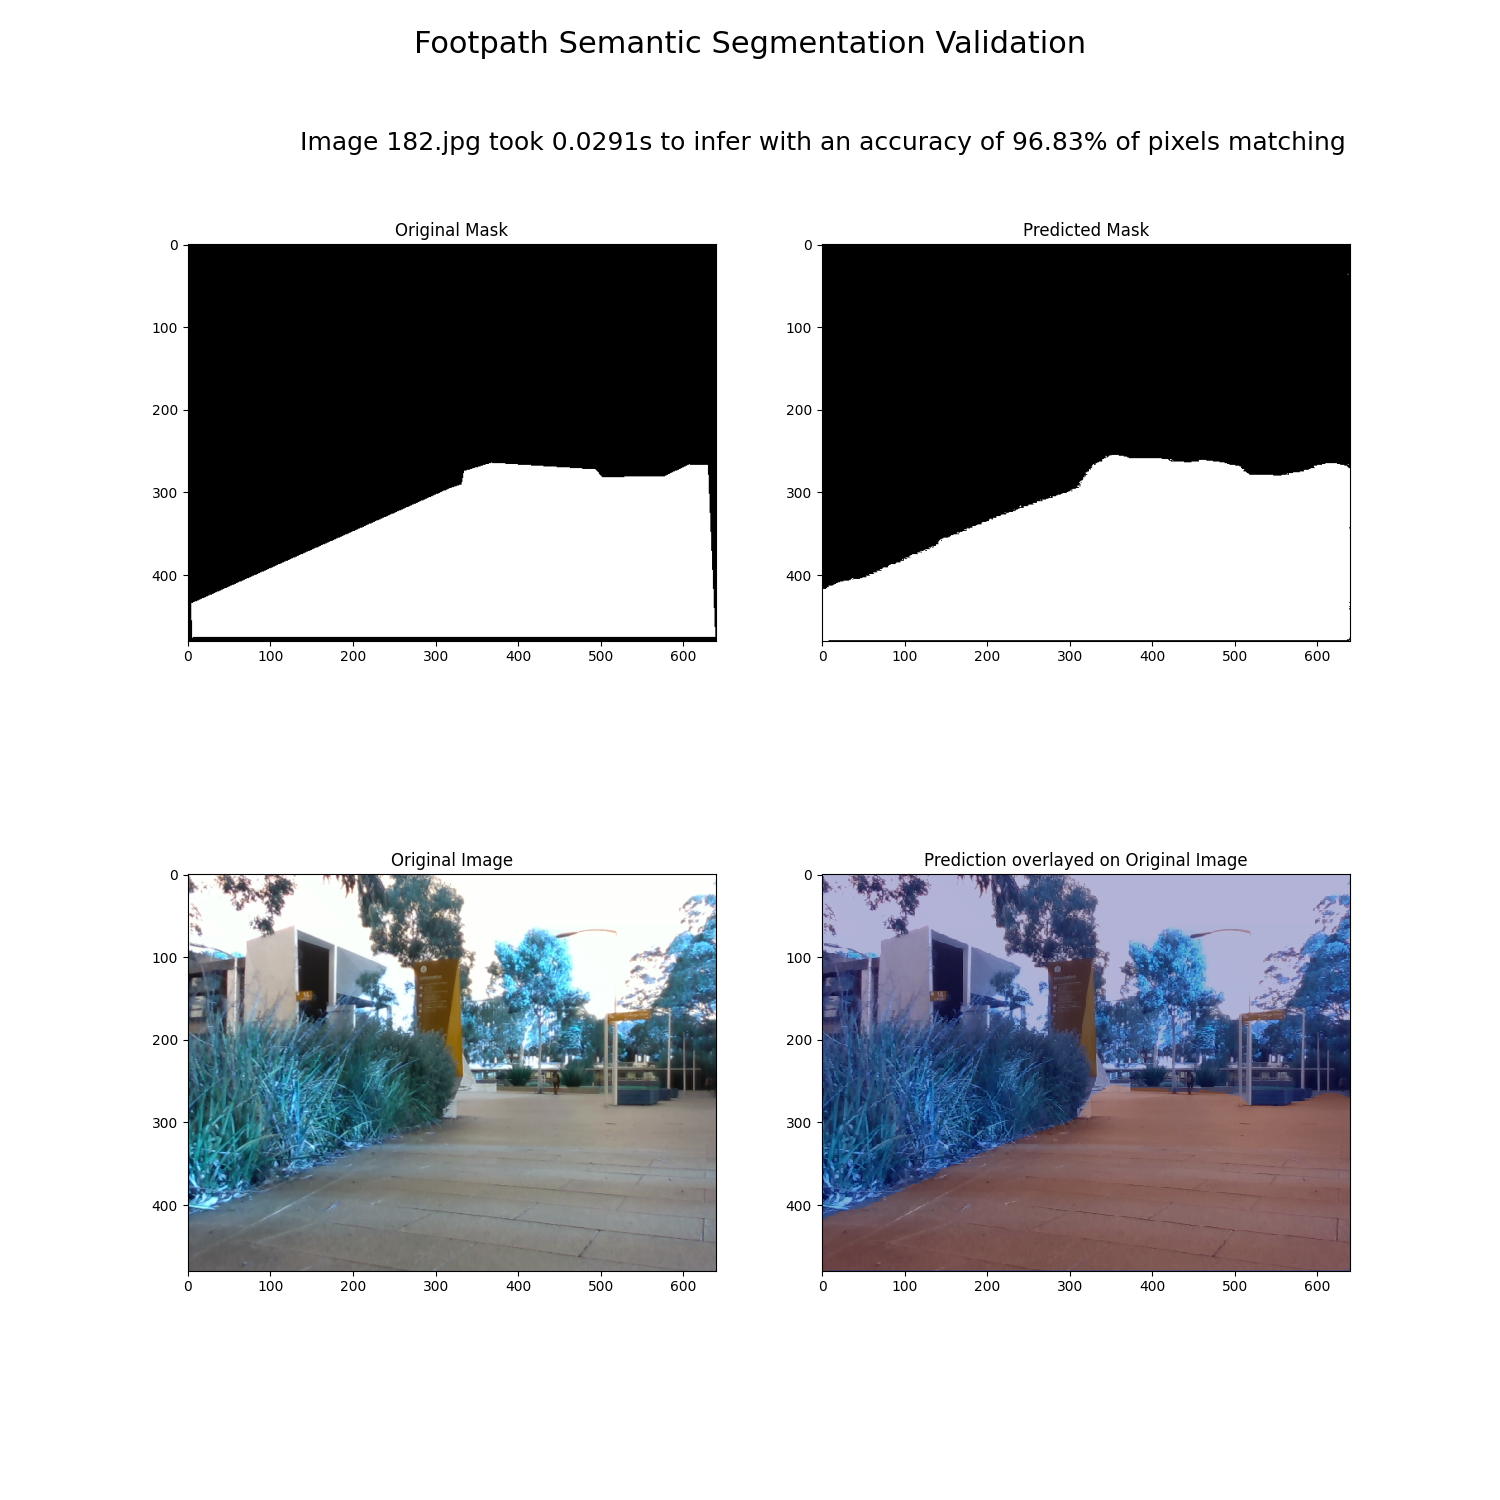 Footpath Semantic Segmentation Validation
Image 182.jpg took 0.0291s to infer with an accuracy of 96.83% of pixels matching
Original Mask
0
100
200
300
400
0 100 200 300 400 500 600
Predicted Mask
0
100
200
300
400
0 100 200 300 400 500 600
Original Image
0
100
200
300
400
0 100 200 300 400 500 600
Prediction overlayed on Original Image
0
100
200
300
400
0 100 200 300 400 500 600